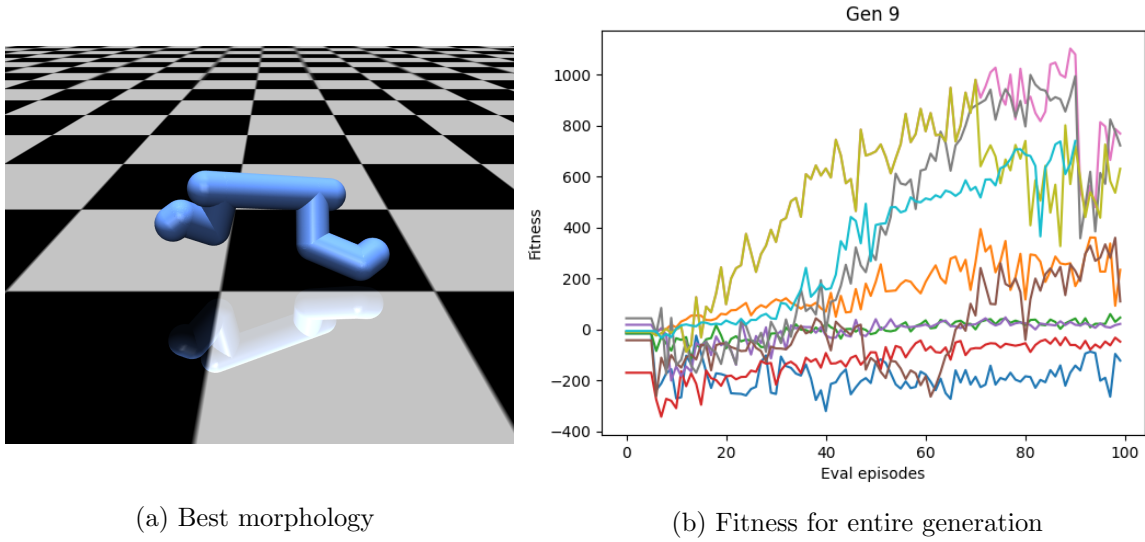 Gen 9
1000
800
600
400
200
0
−200
−400
Fitness
0 20 40 60 80 100
Eval episodes
(a) Best morphology
(b) Fitness for entire generation